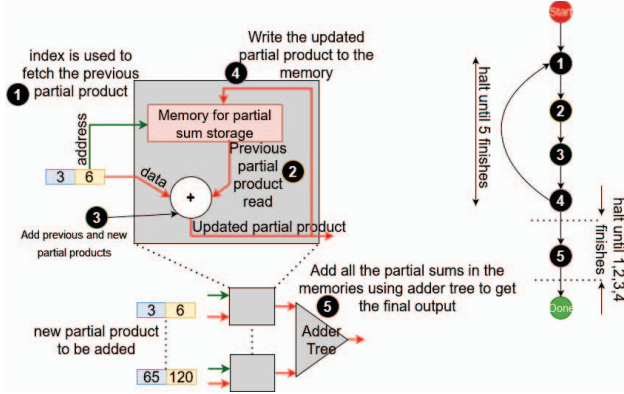 index is used to
fetch the previous
partial product
1
4
Write the updated
partial product to the
memory
address
Memory for partial
sum storage
Previous
partial
product
read
2
3 6
data
+
3
Add previous and new
partial products
Updated partial product
3 6
new partial product
to be added
65 120
Add all the partial sums in the
memories using adder tree to get
the final output
5
Adder
Tree
Start
1
2
3
4
5
Done
halt until 5 finishes
halt until 1,2,3,4
finishes